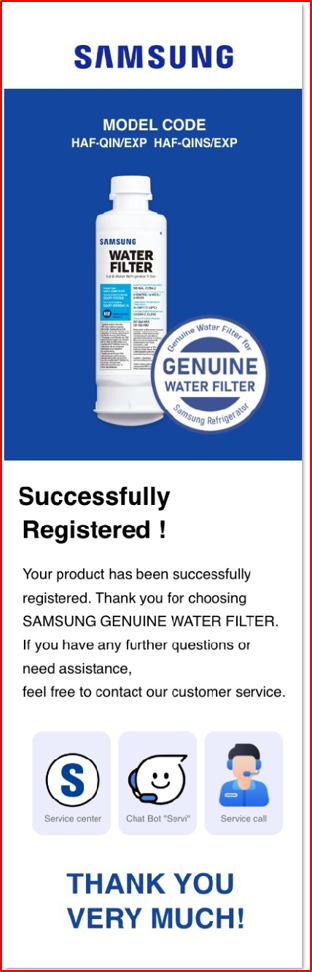 SAMSUNG
MODEL CODE
HAF-QIN/EXP HAF-QINS/EXP
SAMSUNG
WATER
FILTER
Genuine Water Filter for
GENUINE
WATER FILTER
Samsung Refrigerator
Successfully
Registered !
Your product has been successfully
registered. Thank you for choosing
SAMSUNG GENUINE WATER FILTER.
If you have any further questions or
need assistance,
feel free to contact our customer service.
S
Service center
Chat Bot "Servi"
Service call
THANK YOU
VERY MUCH!